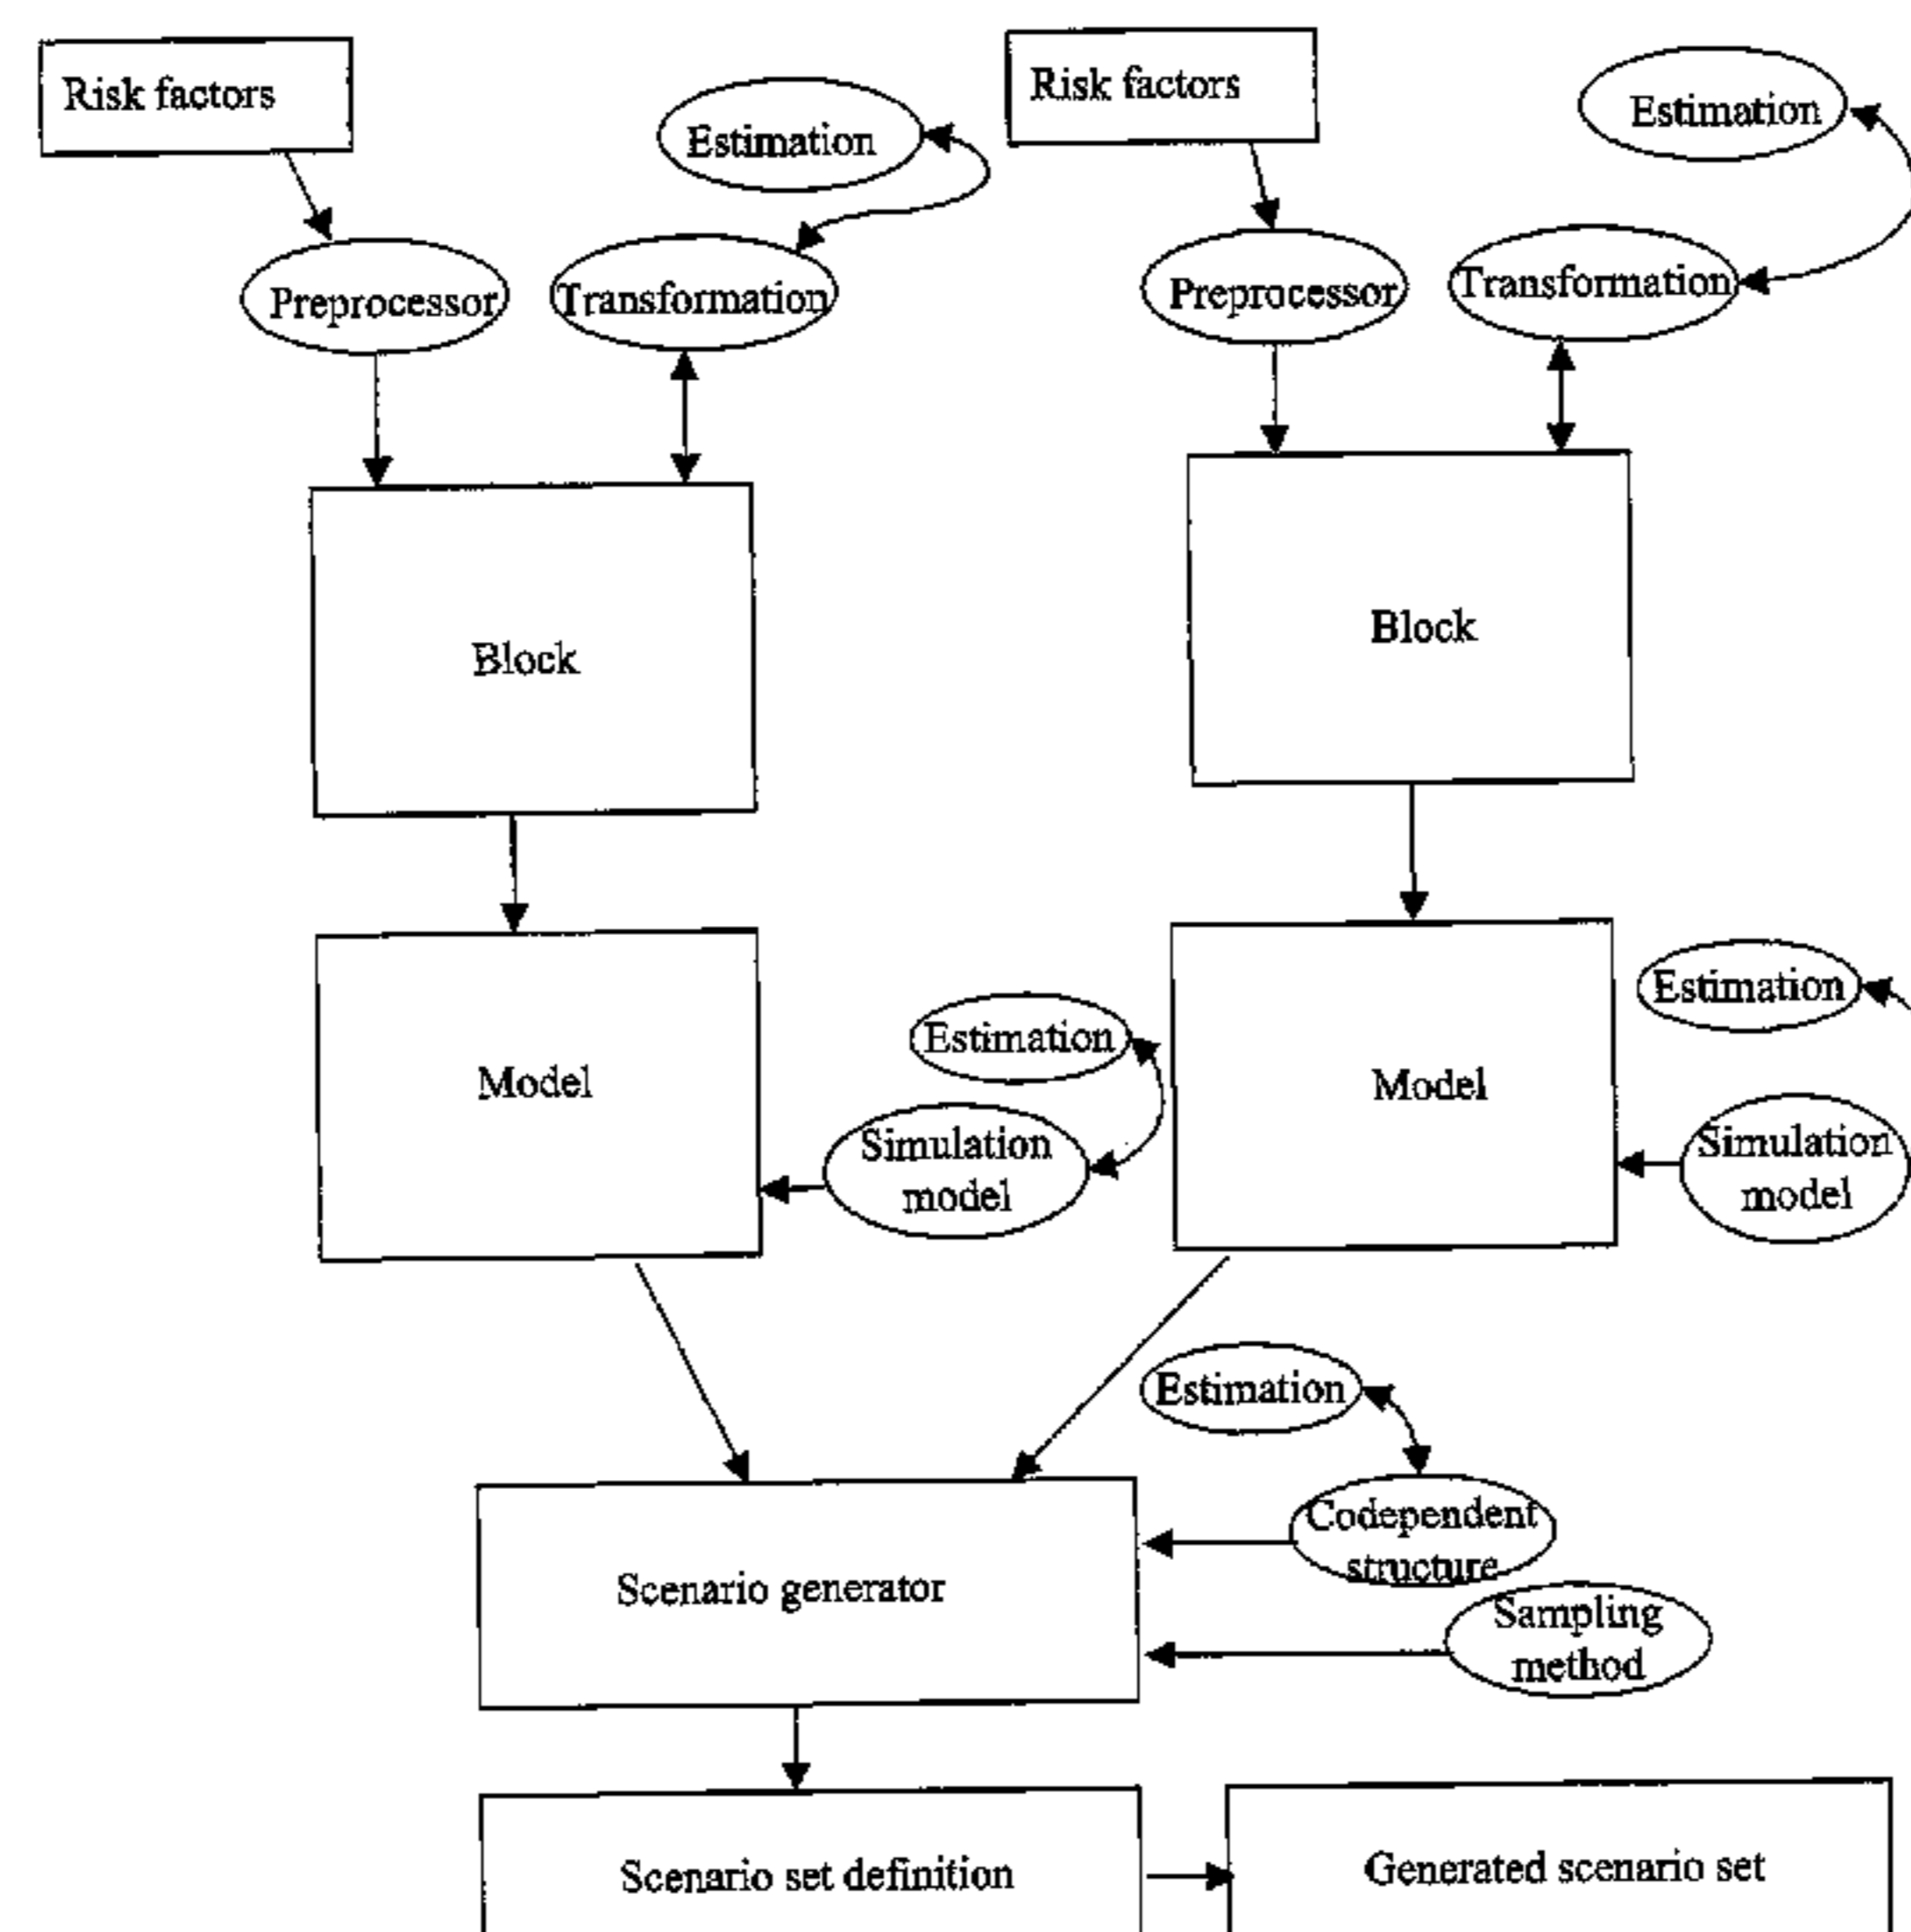 Risk factors
Risk factors
Estimation
Estimation
Preprocessor
Transformation
Preprocessor
Transformation
Block
Block
Model
Estimation
Simulation
model
Model
Estimation
Simulation
model
Estimation
Codependent
structure
Scenario generator
Sampling
method
Scenario set definition
Generated scenario set